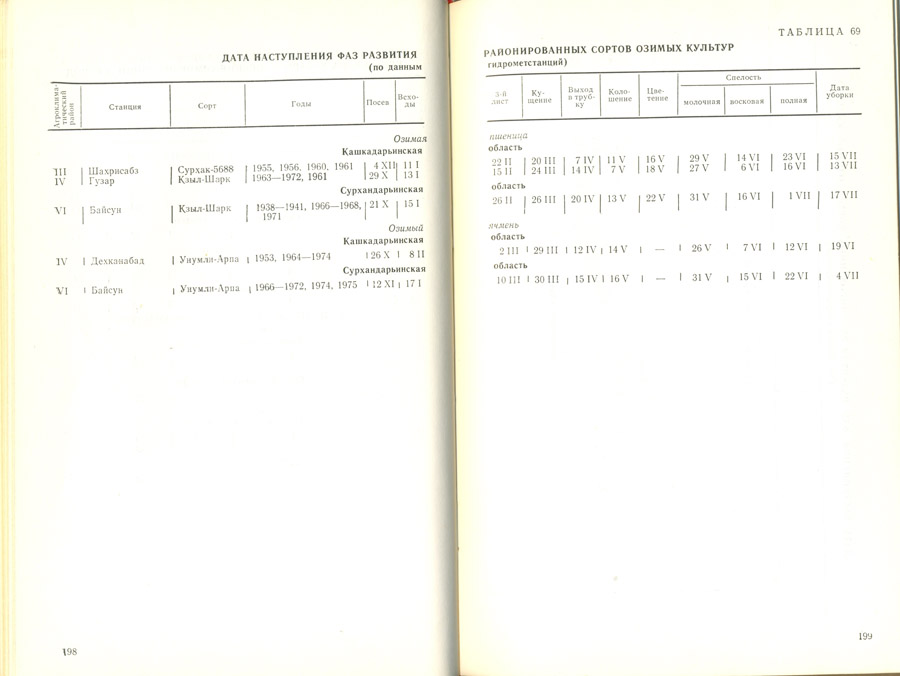 ДАТА НАСТУПЛЕНИЯ ФАЗ РАЗВИТИЯ
(по данным
Агроклиматический район | Станция | Сорт | Годы | Посев | Всходы
Озимая
Кашкадарьинская
III | Шахрисабз | Сурхак-5688 | 1955, 1956, 1960, 1961 | 4 XII | 11 I
IV | Гузар | Қзыл-Шарк | 1963—1972, 1961 | 29 X | 13 I
Сурхандарьинская
VI | Байсун | Қзыл-Шарк | 1938—1941, 1966—1968, | 21 X | 15 I
1971
Озимый
Кашкадарьинская
IV | Дехканабад | Унумли-Арпа | 1953, 1964—1974 | 26 X | 8 II
Сурхандарьинская
VI | Байсун | Унумли-Арпа | 1966—1972, 1974, 1975 | 12 XI | 17 I
198
ТАБЛИЦА 69
РАЙОНИРОВАННЫХ СОРТОВ ОЗИМЫХ КУЛЬТУР
гидрометстанций)
3-й лист | Кущение | Выход в трубку | Колошение | Цветение | Спелость | Дата уборки
молочная | восковая | полная
пшеница
область
22 II | 20 III | 7 IV | 11 V | 16 V | 29 V | 14 VI | 23 VI | 15 VII
15 II | 24 III | 14 IV | 7 V | 18 V | 27 V | 6 VI | 16 VI | 13 VII
область
26 II | 26 III | 20 IV | 13 V | 22 V | 31 V | 16 VI | 1 VII | 17 VII
ячмень
область
2 III | 29 III | 12 IV | 14 V | — | 26 V | 7 VI | 12 VI | 19 VI
область
10 III | 30 III | 15 IV | 16 V | — | 31 V | 15 VI | 22 VI | 4 VII
199